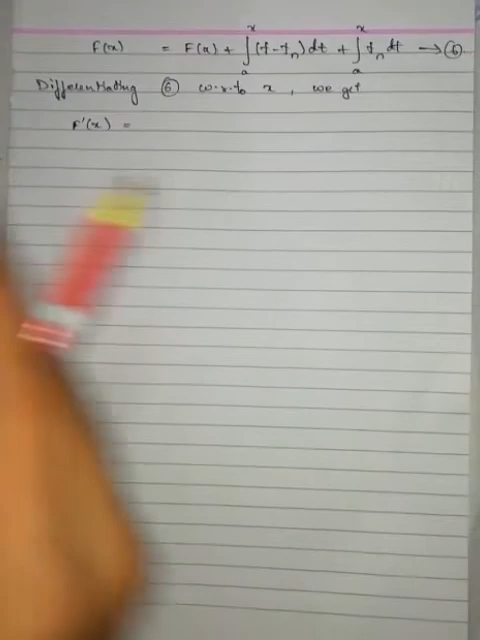 F(x) = F(a) + ∫ₐˣ (f - fₙ) dt + ∫ₐˣ fₙ dt → ⑥
Differentiating ⑥ w.r.to x, we get
F'(x) =